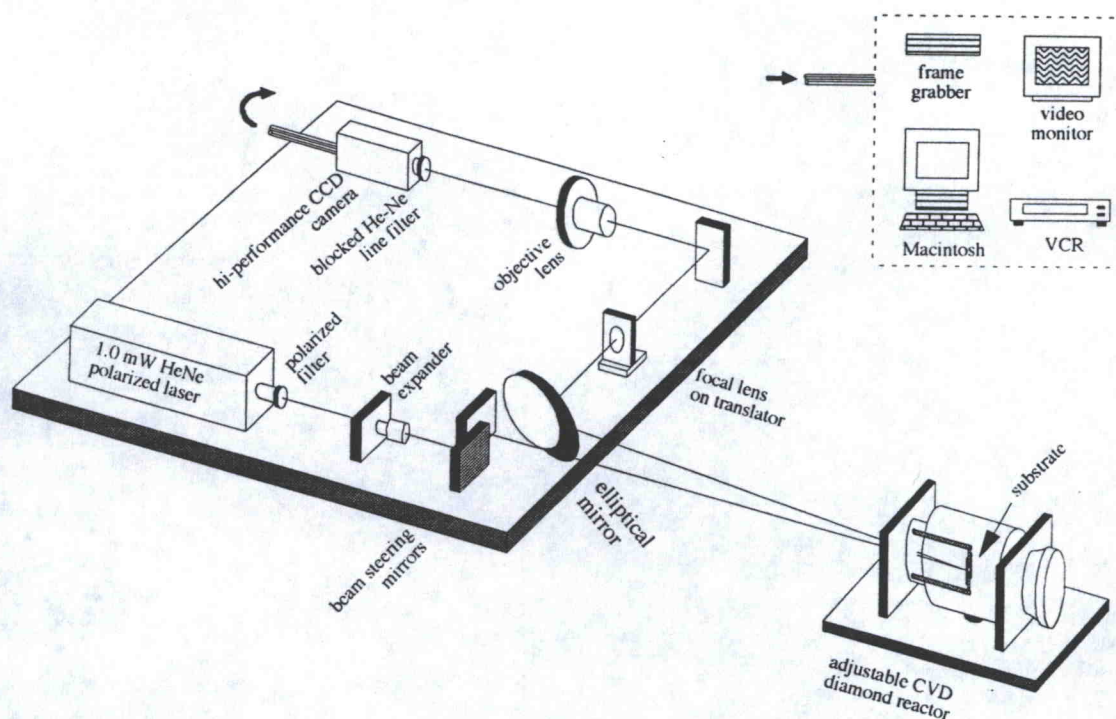 frame
grabber
video
monitor
Macintosh
VCR
hi-performance CCD
camera
blocked He-Ne
line filter
objective
lens
1.0 mW HeNe
polarized laser
polarized
filter
beam
expander
focal lens
on translator
elliptical
mirror
beam steering
mirrors
substrate
adjustable CVD
diamond reactor